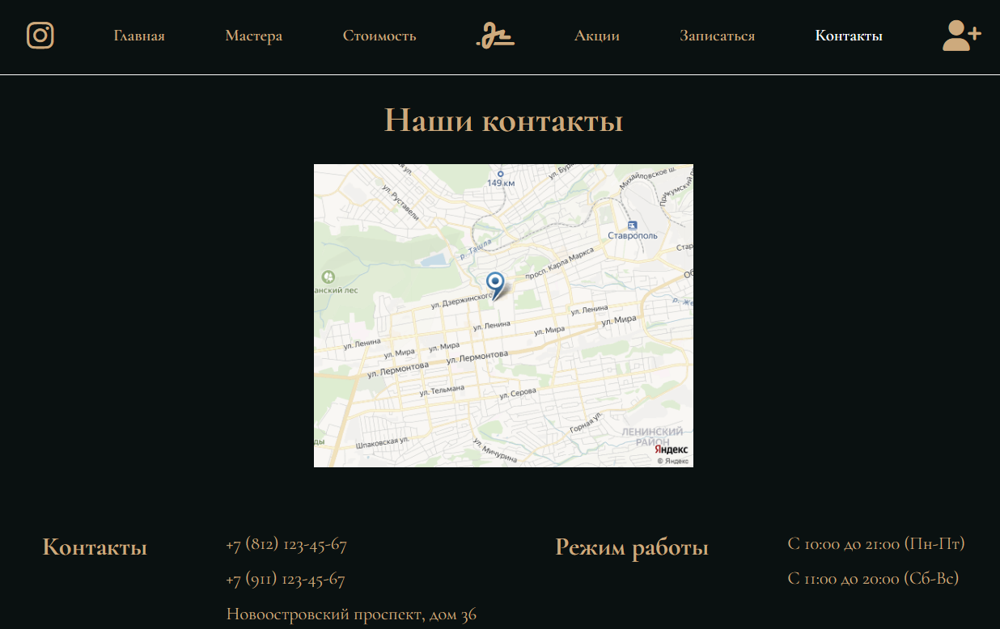 Главная
Мастера
Стоимость
Акции
Записаться
Контакты
Наши контакты
149 км
ул. Руставели
Михайловское ш.
Ставрополь
р. Ташла
просп. Карла Маркса
анский лес
ул. Дзержинского
ул. Ленина
ул. Ленина
ул. Мира
ул. Мира
ул. Ленина
ул. Мира
ул. Мира
ул. Лермонтова
ул. Лермонтова
ул. Тельмана
ул. Серова
Горная ул.
ЛЕНИНСКИЙ
РАЙОН
Шпаковская ул.
ул. Мичурина
Яндекс
© Яндекс
Контакты
+7 (812) 123-45-67
+7 (911) 123-45-67
Новоостровский проспект, дом 36
Режим работы
С 10:00 до 21:00 (Пн-Пт)
С 11:00 до 20:00 (Сб-Вс)